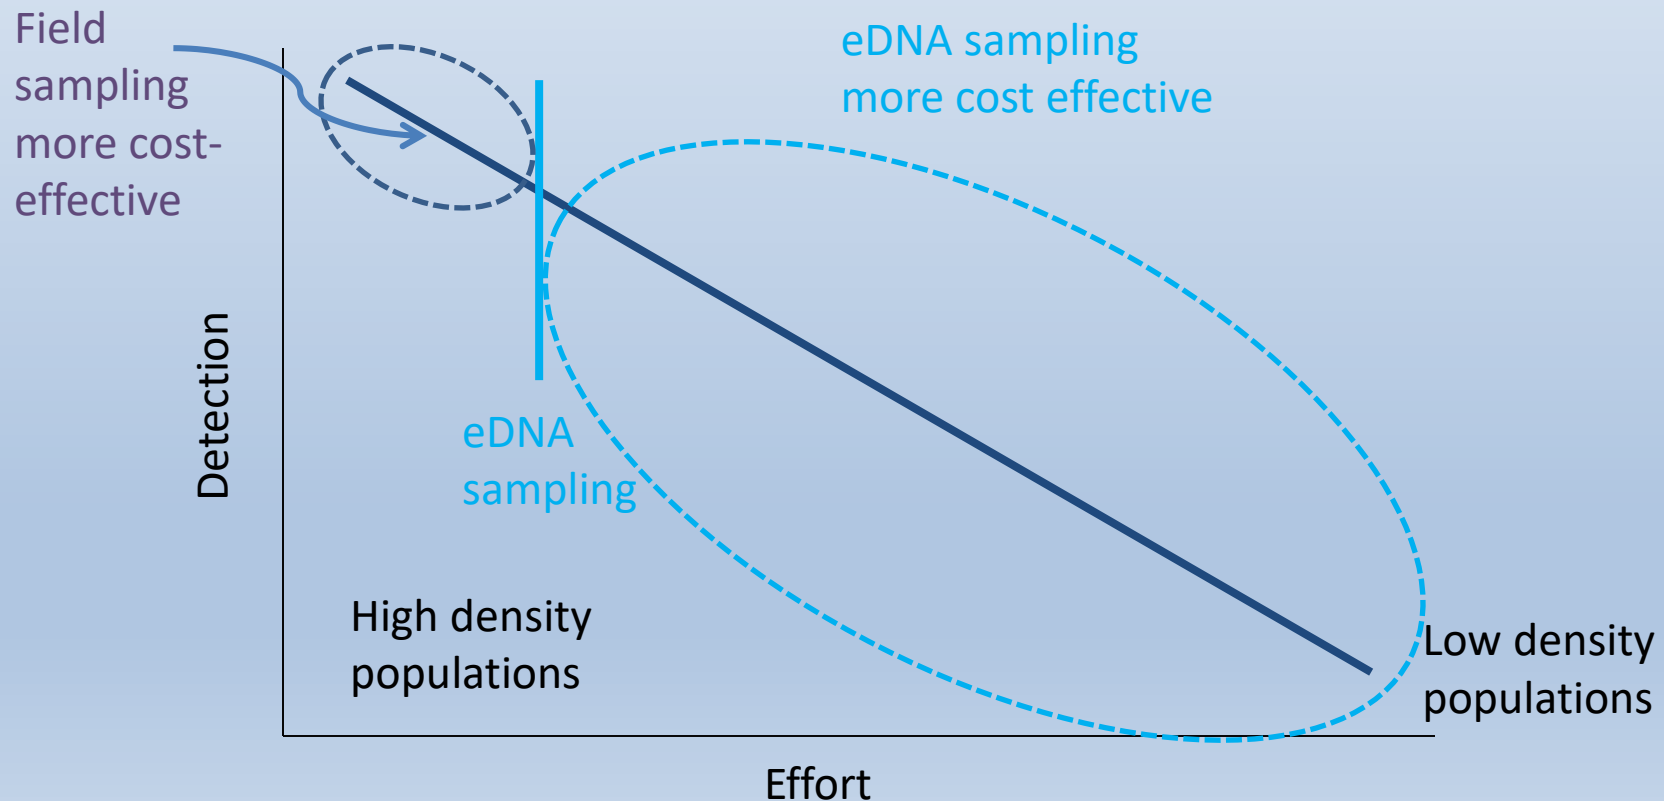 Field
sampling
more cost-
effective
eDNA sampling
more cost effective
Detection
eDNA
sampling
High density
populations
Low density
populations
Effort